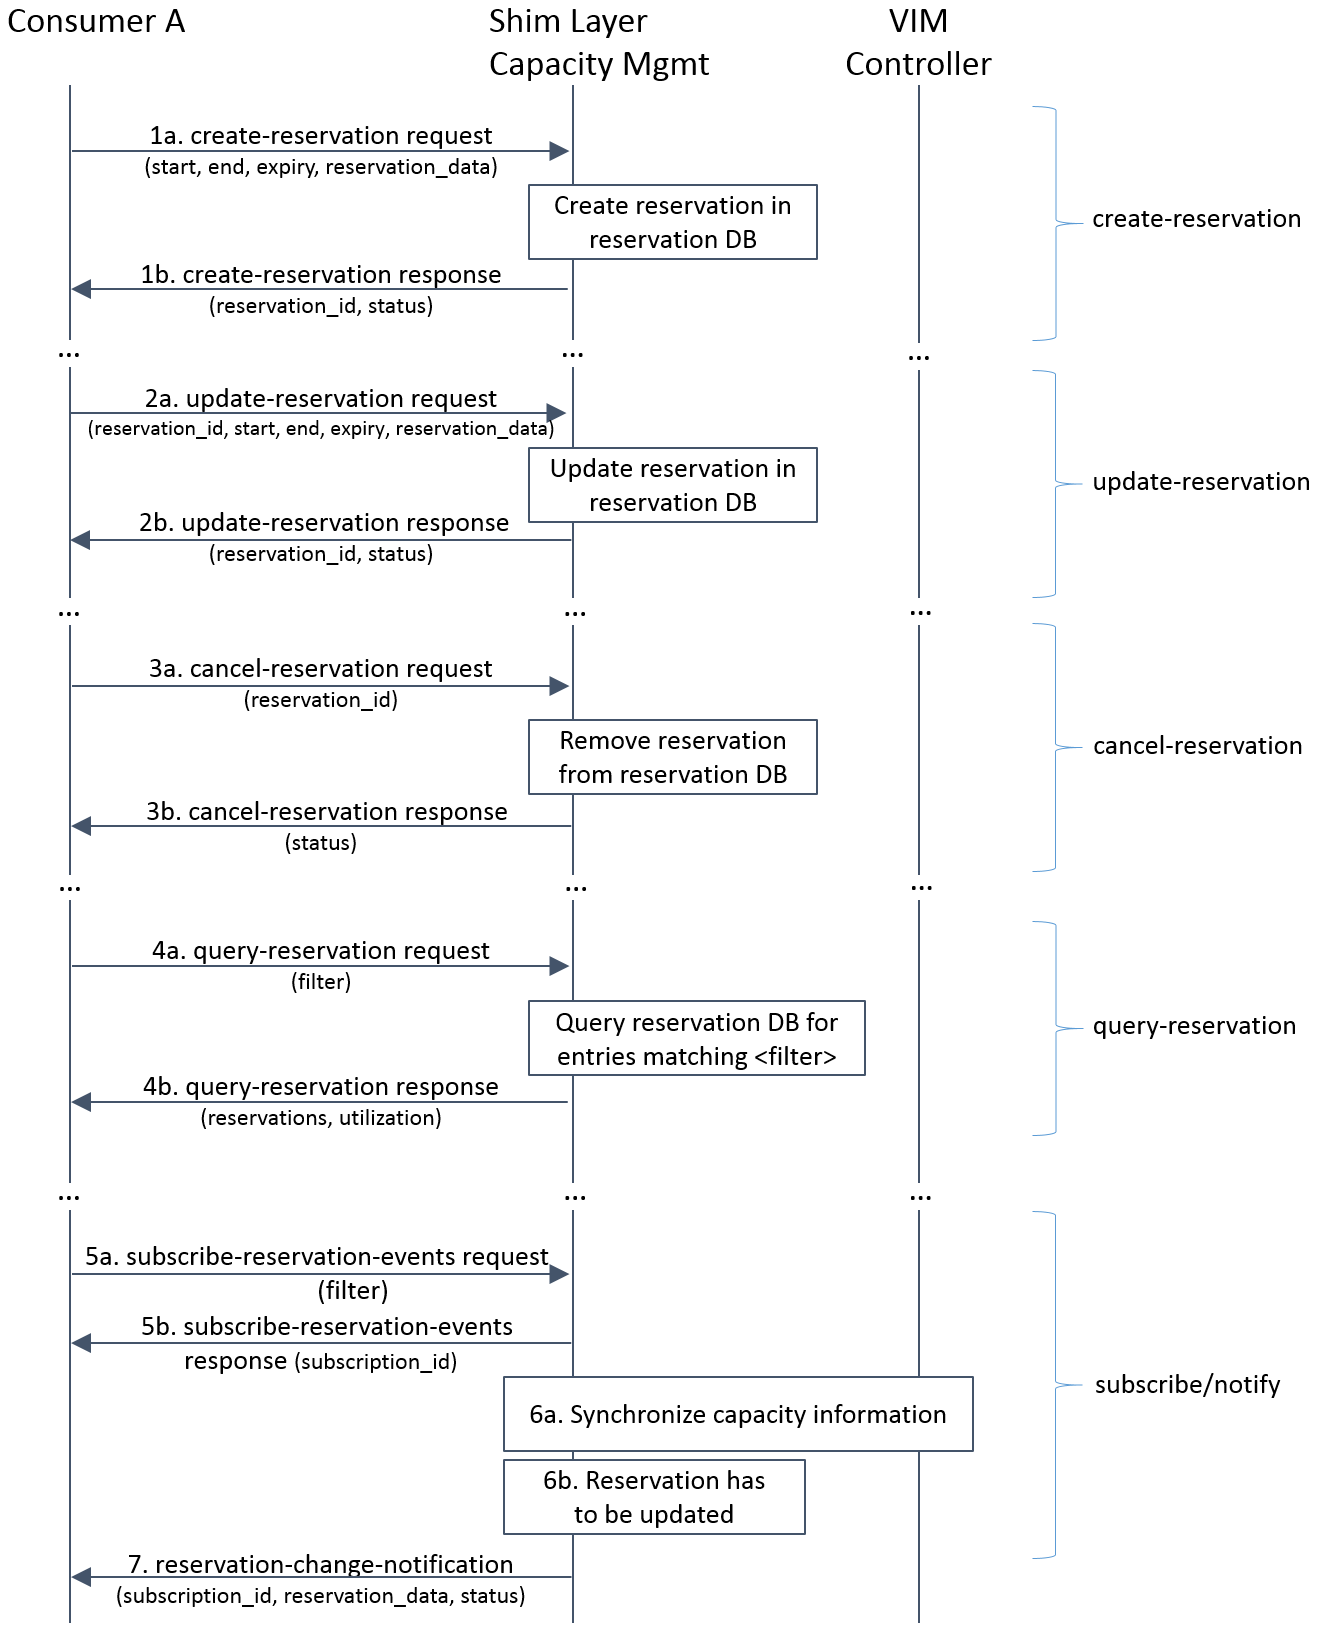 Consumer A
Shim Layer
Capacity Mgmt
VIM
Controller
1a. create-reservation request
(start, end, expiry, reservation_data)
Create reservation in
reservation DB
create-reservation
1b. create-reservation response
(reservation_id, status)
... ... ...
2a. update-reservation request
(reservation_id, start, end, expiry, reservation_data)
Update reservation in
reservation DB
update-reservation
2b. update-reservation response
(reservation_id, status)
... ... ...
3a. cancel-reservation request
(reservation_id)
Remove reservation
from reservation DB
cancel-reservation
3b. cancel-reservation response
(status)
... ... ...
4a. query-reservation request
(filter)
Query reservation DB for
entries matching <filter>
query-reservation
4b. query-reservation response
(reservations, utilization)
... ... ...
5a. subscribe-reservation-events request
(filter)
5b. subscribe-reservation-events
response (subscription_id)
subscribe/notify
6a. Synchronize capacity information
6b. Reservation has
to be updated
7. reservation-change-notification
(subscription_id, reservation_data, status)